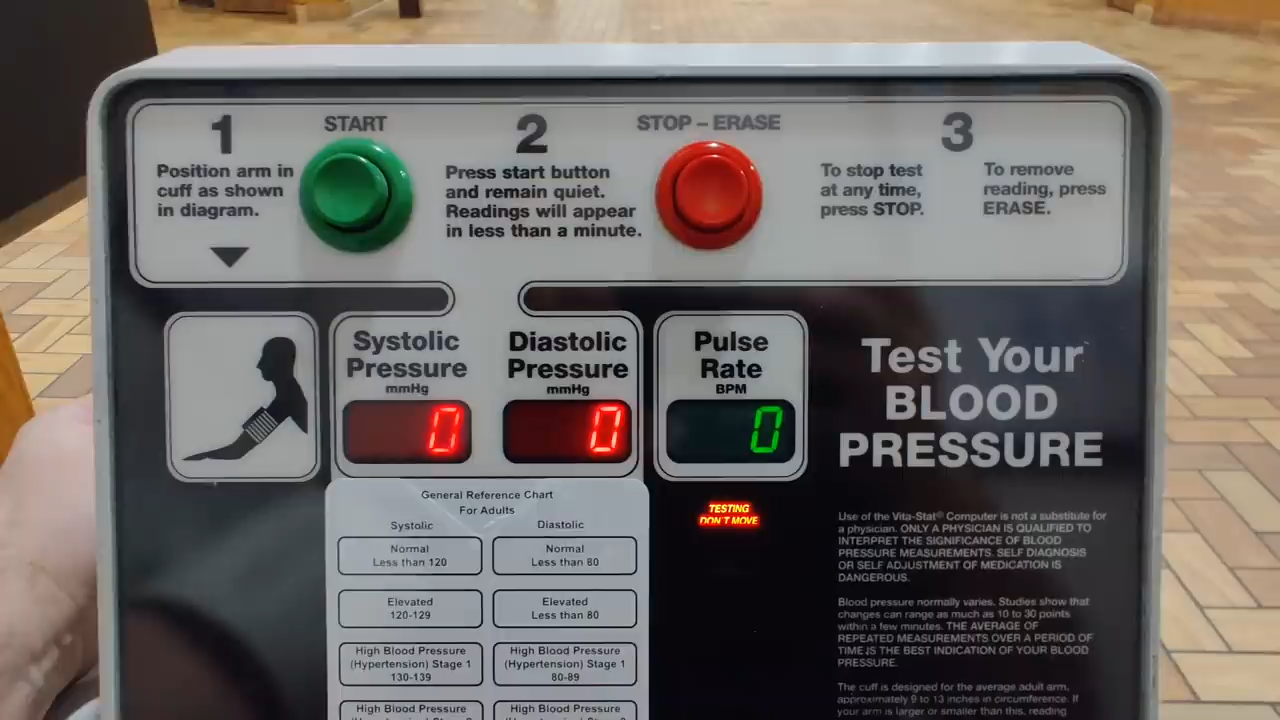 1
START
2
STOP – ERASE
3
Position arm in
cuff as shown
in diagram.
Press start button
and remain quiet.
Readings will appear
in less than a minute.
To stop test
at any time,
press STOP.
To remove
reading, press
ERASE.
Systolic
Pressure
mmHg
0
Diastolic
Pressure
mmHg
0
Pulse
Rate
BPM
0
Test Your
BLOOD
PRESSURE
TESTING
DON'T MOVE
General Reference Chart
For Adults
Systolic
Diastolic
Normal
Less than 120
Normal
Less than 80
Elevated
120-129
Elevated
Less than 80
High Blood Pressure
(Hypertension) Stage 1
130-139
High Blood Pressure
(Hypertension) Stage 1
80-89
High Blood Pressure
High Blood Pressure
Use of the Vita-Stat® Computer is not a substitute for
a physician. ONLY A PHYSICIAN IS QUALIFIED TO
INTERPRET THE SIGNIFICANCE OF BLOOD
PRESSURE MEASUREMENTS. SELF DIAGNOSIS
OR SELF ADJUSTMENT OF MEDICATION IS
DANGEROUS.
Blood pressure normally varies. Studies show that
changes can range as much as 10 to 30 points
within a few minutes. THE AVERAGE OF
REPEATED MEASUREMENTS OVER A PERIOD OF
TIME IS THE BEST INDICATION OF YOUR BLOOD
PRESSURE.
The cuff is designed for the average adult arm,
approximately 9 to 13 inches in circumference. If
your arm is larger or smaller than this, reading